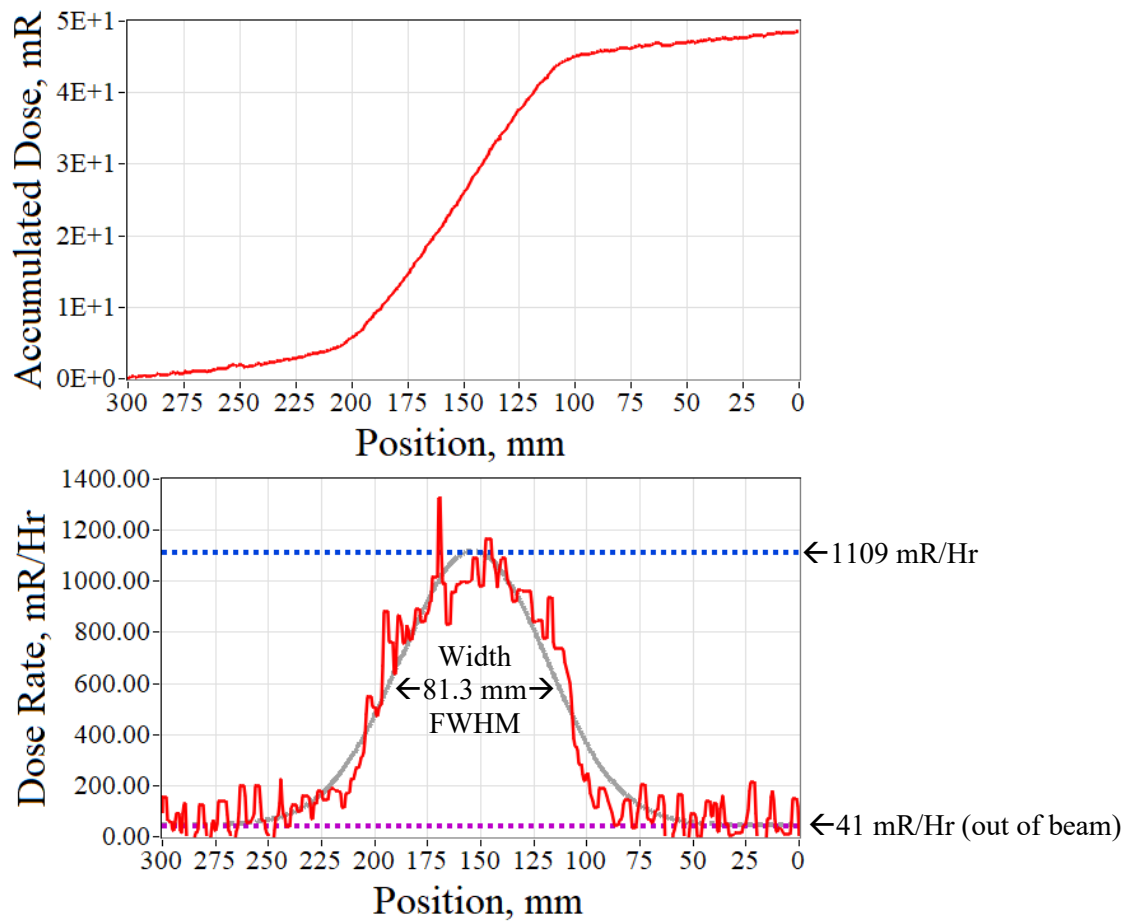 Accumulated Dose, mR
5E+1
4E+1
3E+1
2E+1
1E+1
0E+0
300 275 250 225 200 175 150 125 100 75 50 25 0
Position, mm
Dose Rate, mR/Hr
1400.00
1200.00
1000.00
800.00
600.00
400.00
200.00
0.00
←1109 mR/Hr
Width
←81.3 mm→
FWHM
←41 mR/Hr (out of beam)
300 275 250 225 200 175 150 125 100 75 50 25 0
Position, mm